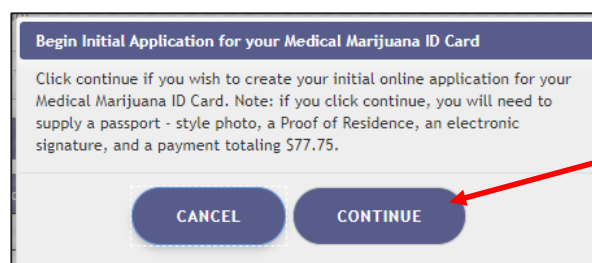 Begin Initial Application for your Medical Marijuana ID Card
Click continue if you wish to create your initial online application for your
Medical Marijuana ID Card. Note: if you click continue, you will need to
supply a passport - style photo, a Proof of Residence, an electronic
signature, and a payment totaling $77.75.
CANCEL CONTINUE